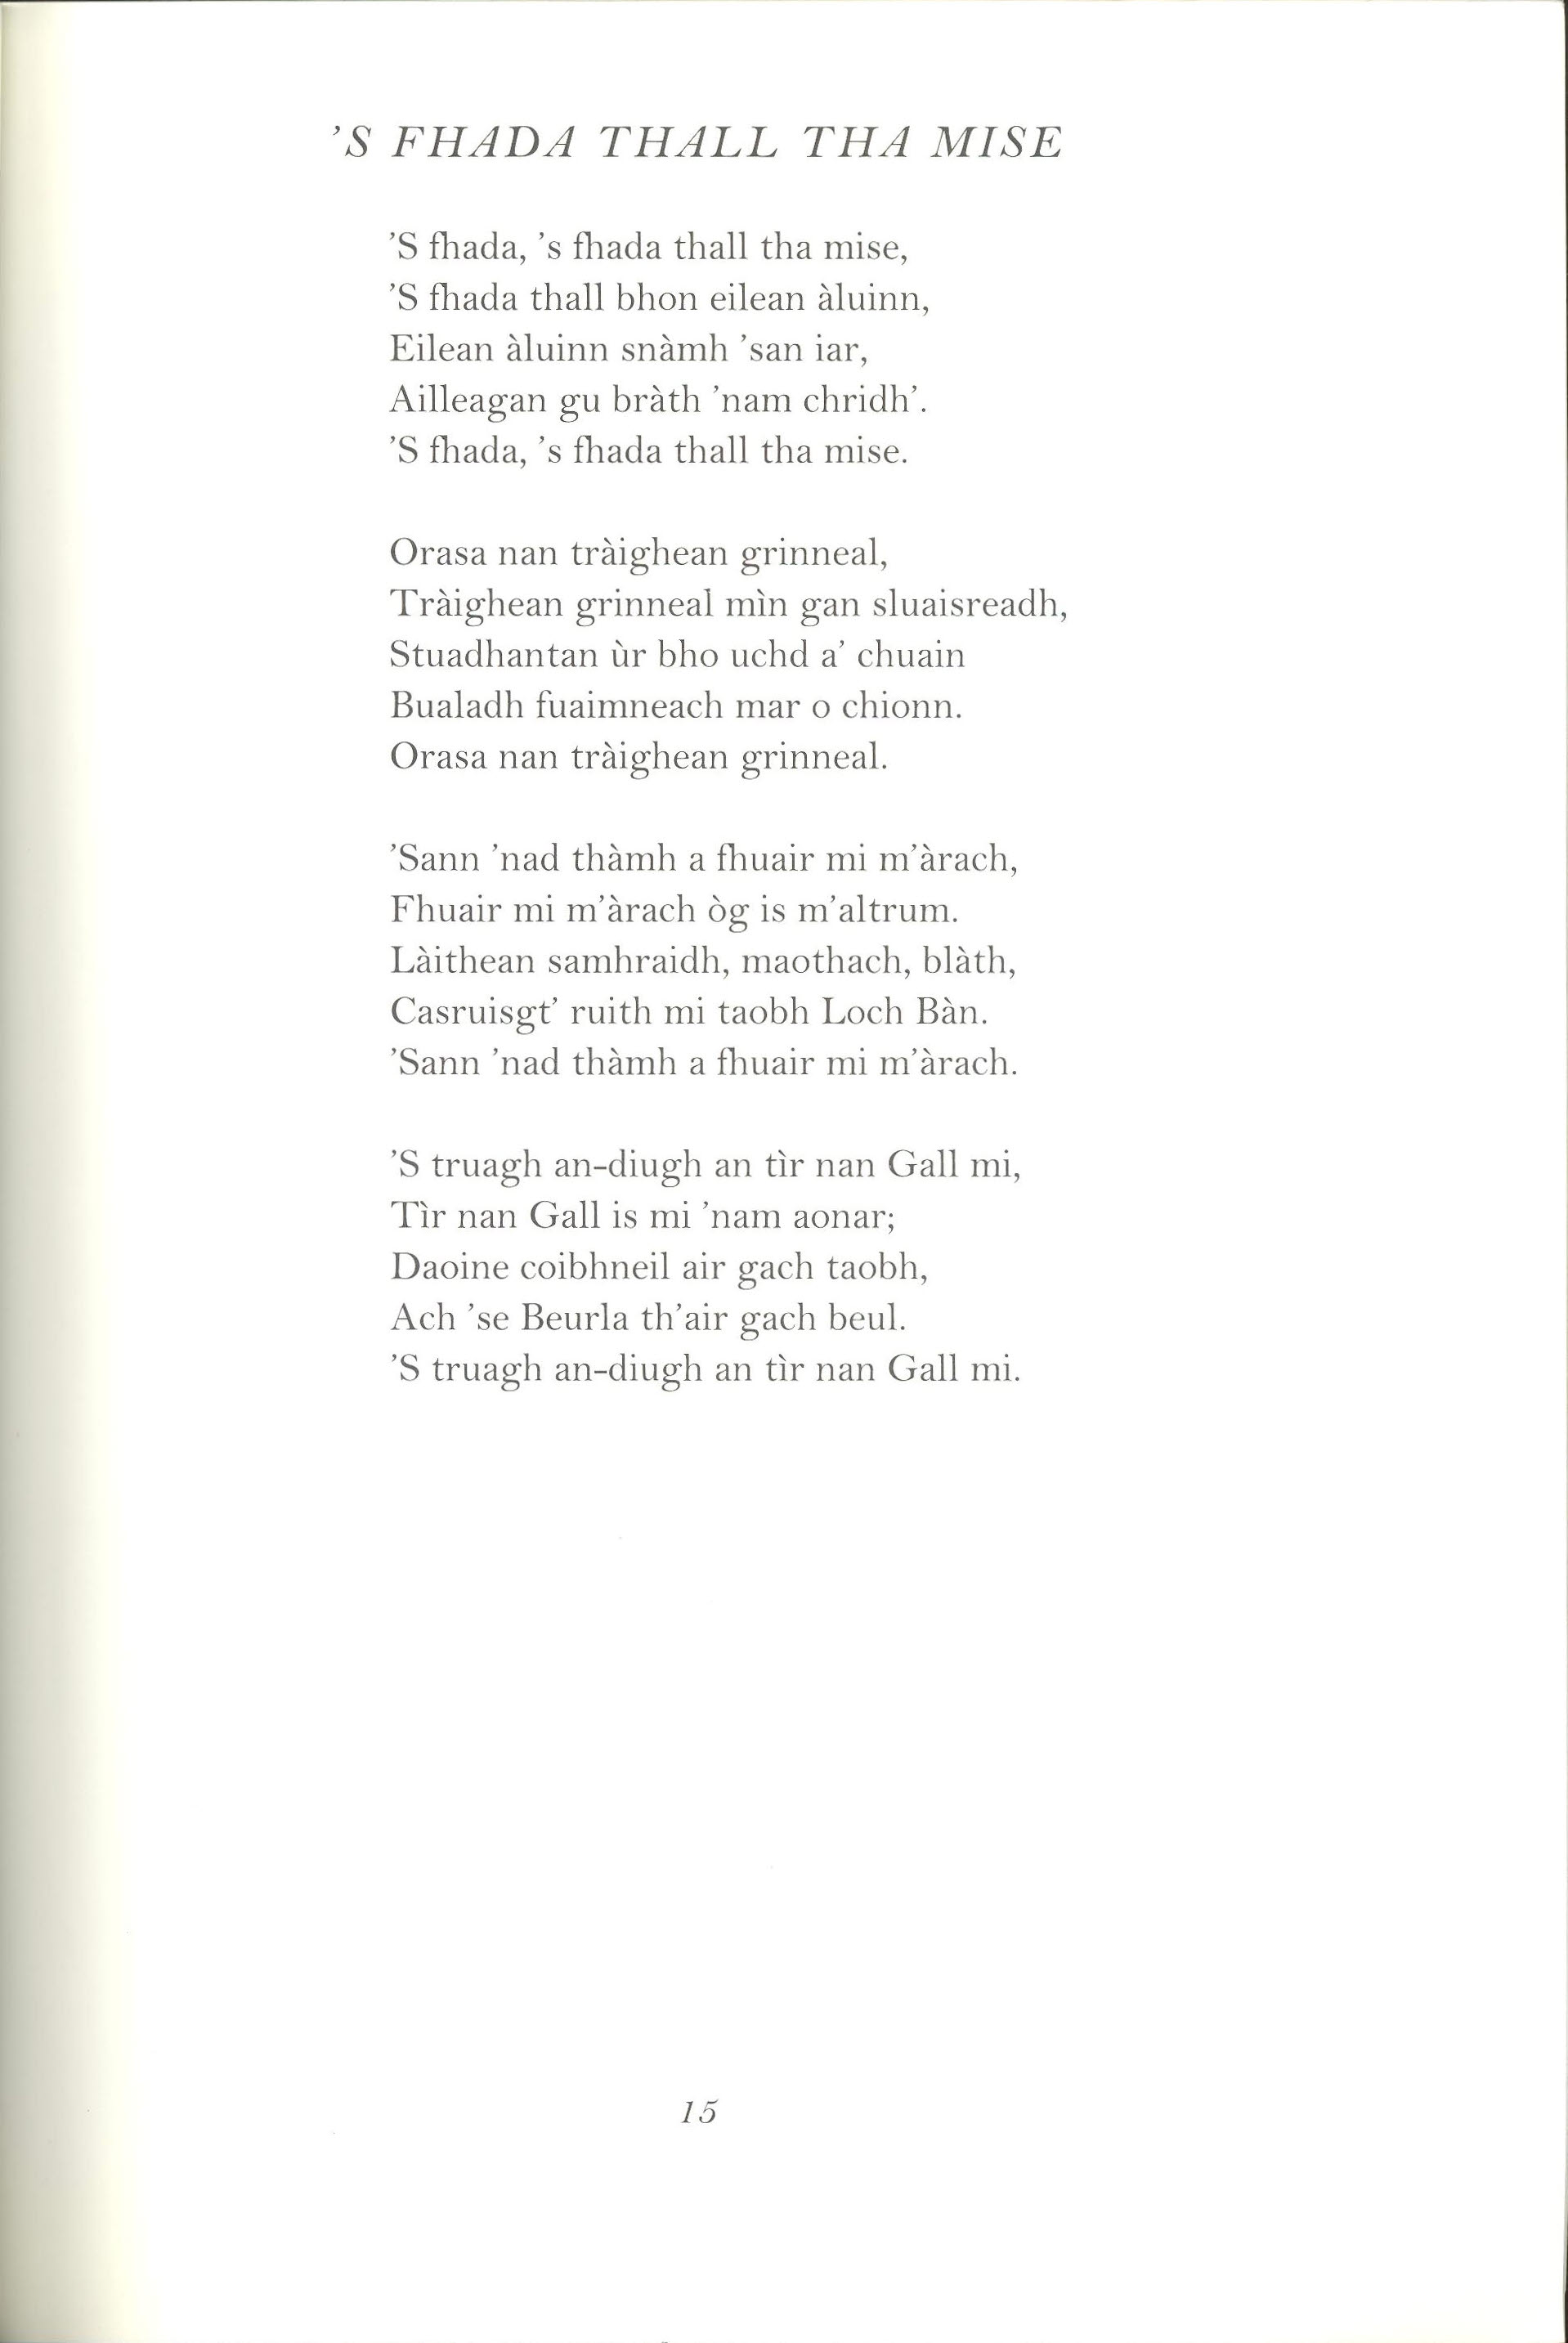 ’S FHADA THALL THA MISE
’S fhada, ’s fhada thall tha mise,
’S fhada thall bhon eilean àluinn,
Eilean àluinn snàmh ’san iar,
Ailleagan gu bràth ’nam chridh’.
’S fhada, ’s fhada thall tha mise.
Orasa nan tràighean grinneal,
Tràighean grinneal mìn gan sluaisreadh,
Stuadhantan ùr bho uchd a’ chuain
Bualadh fuaimneach mar o chionn.
Orasa nan tràighean grinneal.
’Sann ’nad thàmh a fhuair mi m’àrach,
Fhuair mi m’àrach òg is m’altrum.
Làithean samhraidh, maothach, blàth,
Casruisgt’ ruith mi taobh Loch Bàn.
’Sann ’nad thàmh a fhuair mi m’àrach.
’S truagh an-diugh an tìr nan Gall mi,
Tìr nan Gall is mi ’nam aonar;
Daoine coibhneil air gach taobh,
Ach ’se Beurla th’air gach beul.
’S truagh an-diugh an tìr nan Gall mi.
15